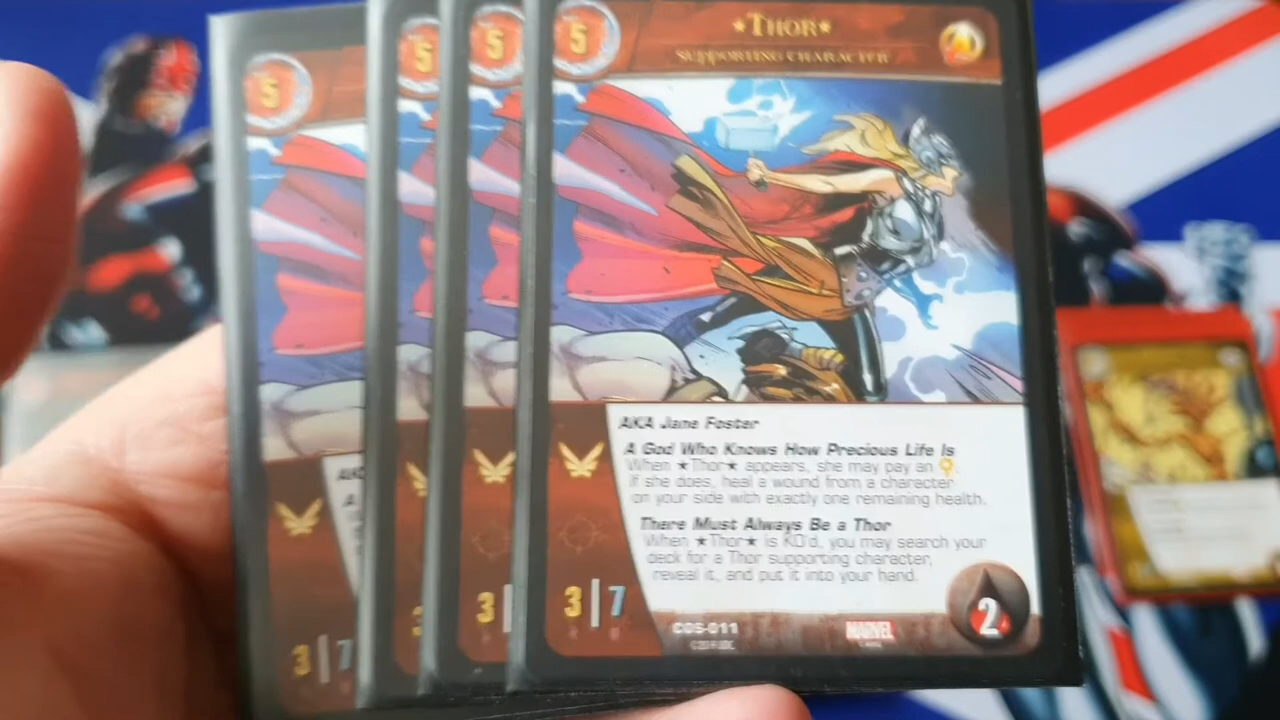 5
5
5
5
★THOR★
SUPPORTING CHARACTER
AKA Jane Foster
A God Who Knows How Precious Life Is
When ★Thor★ appears, she may pay an
If she does, heal a wound from a character
on your side with exactly one remaining health.
There Must Always Be a Thor
When ★Thor★ is KO'd, you may search your
deck for a Thor supporting character,
reveal it, and put it into your hand.
3 | 7
3
3 | 7
2
COS-011
MARVEL